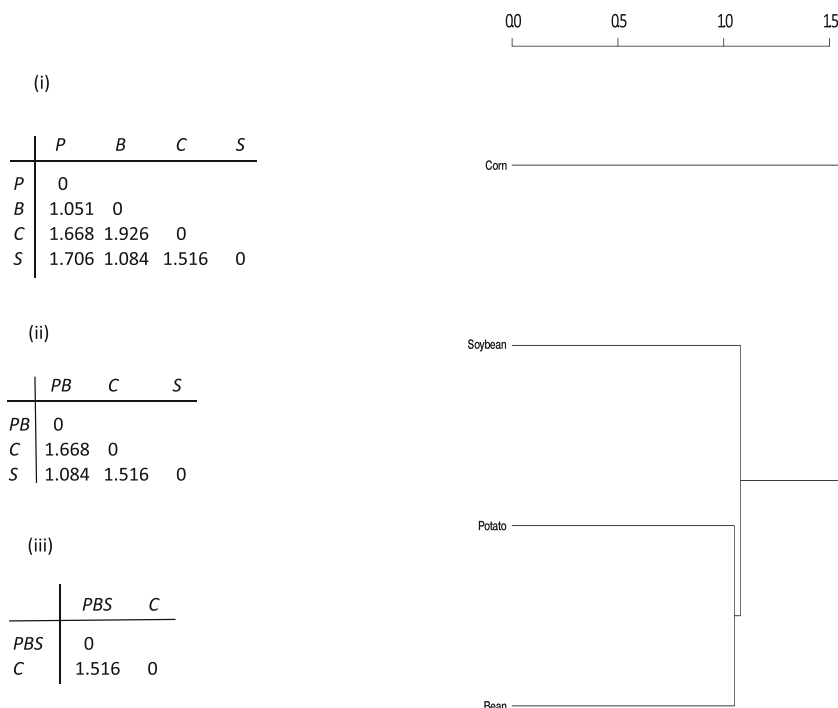 (i)
P B C S
P 0
B 1.051 0
C 1.668 1.926 0
S 1.706 1.084 1.516 0
(ii)
PB C S
PB 0
C 1.668 0
S 1.084 1.516 0
(iii)
PBS C
PBS 0
C 1.516 0
0.0 0.5 1.0 1.5
Corn
Soybean
Potato
Bean